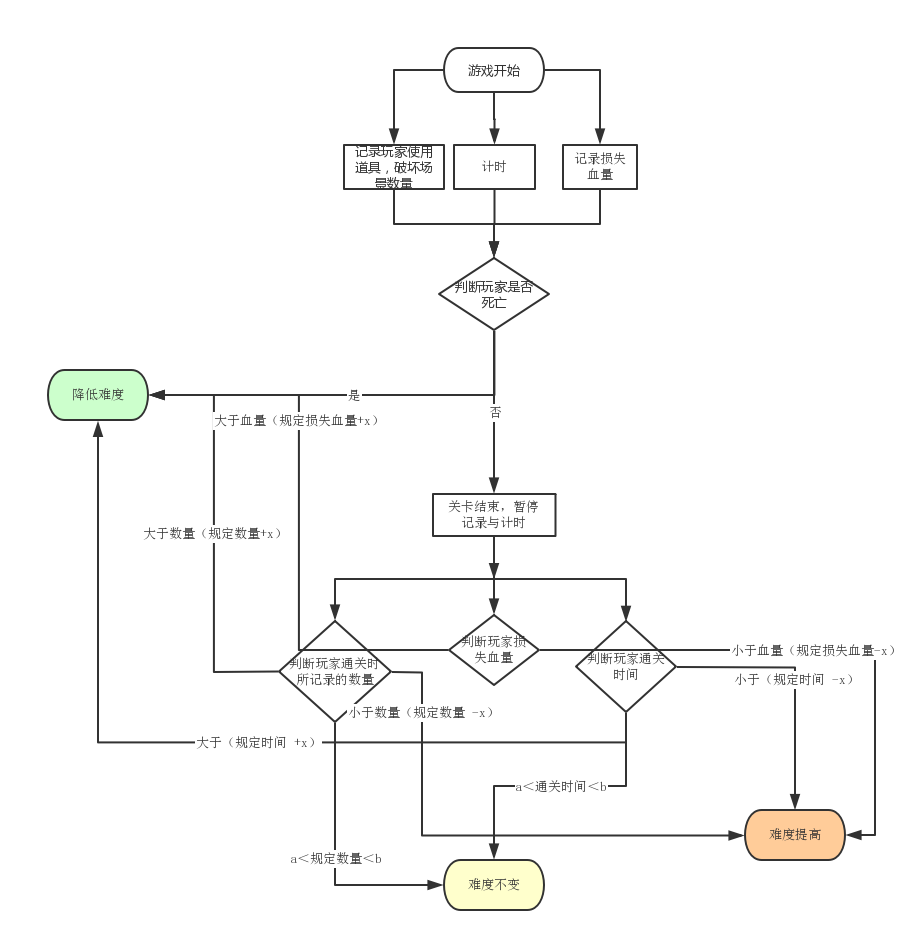 游戏开始
记录玩家使用
道具，破坏场
景数量
计时
记录损失
血量
判断玩家是否
死亡
降低难度
是
否
大于血量（规定损失血量+x）
关卡结束，暂停
记录与计时
大于数量（规定数量+x）
判断玩家通关时
所记录的数量
判断玩家损
失血量
判断玩家通关
时间
小于血量（规定损失血量-x）
小于（规定时间 -x）
小于数量（规定数量 -x）
大于（规定时间 +x）
a＜通关时间＜b
难度提高
a＜规定数量＜b
难度不变